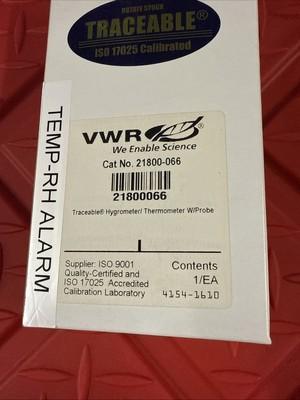 TRACEABLE®
ISO 17025 Calibrated
TEMP-RH ALARM
VWR
We Enable Science
Cat No. 21800-066
21800066
Traceable® Hygrometer/ Thermometer W/Probe
Supplier: ISO 9001
Quality-Certified and
ISO 17025 Accredited
Calibration Laboratory
Contents
1/EA
4154-1610